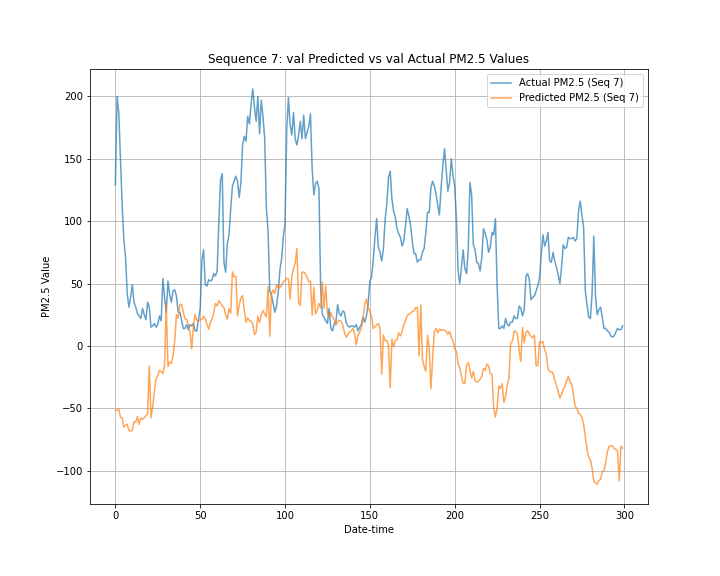 Sequence 7: val Predicted vs val Actual PM2.5 Values
Actual PM2.5 (Seq 7)
Predicted PM2.5 (Seq 7)
PM2.5 Value
200
150
100
50
0
−50
−100
0 50 100 150 200 250 300
Date-time